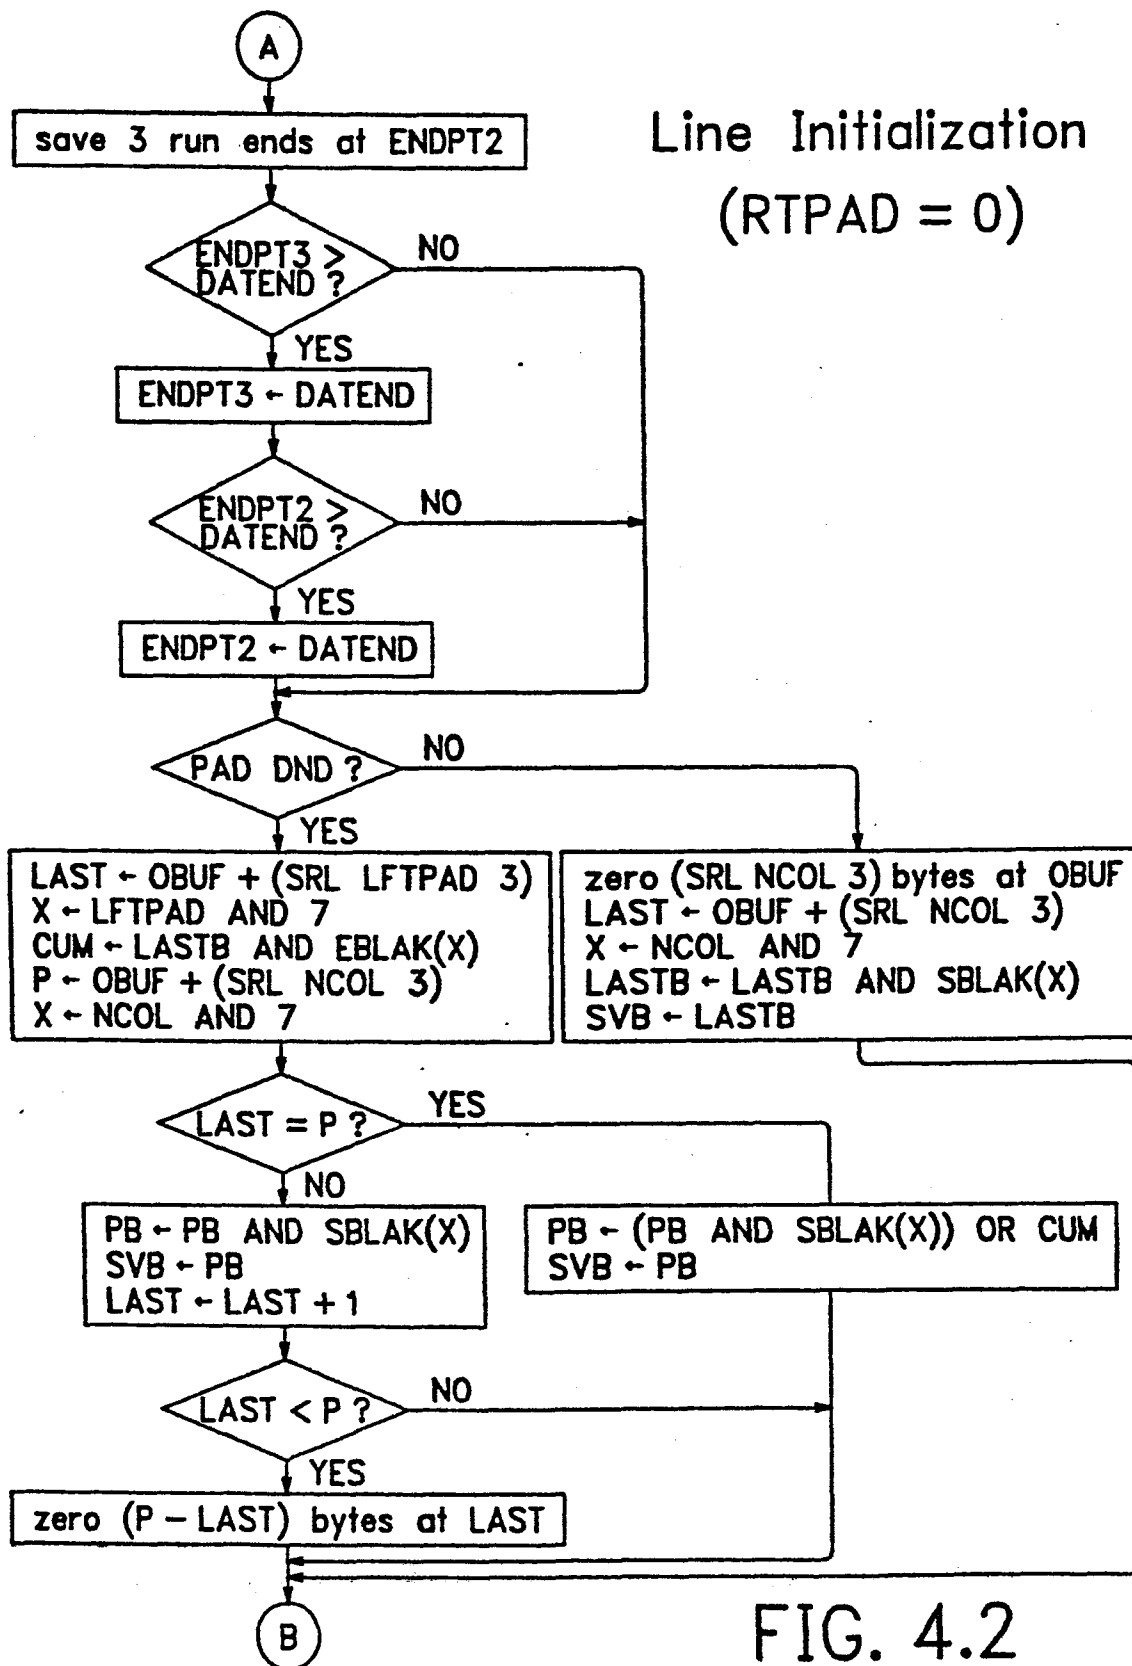 A
save 3 run ends at ENDPT2
Line Initialization
(RTPAD = 0)
ENDPT3 >
DATEND ?
NO
YES
ENDPT3 ← DATEND
ENDPT2 >
DATEND ?
NO
YES
ENDPT2 ← DATEND
PAD DND ?
NO
YES
LAST ← OBUF + (SRL LFTPAD 3)
X ← LFTPAD AND 7
CUM ← LASTB AND EBLAK(X)
P ← OBUF + (SRL NCOL 3)
X ← NCOL AND 7
zero (SRL NCOL 3) bytes at OBUF
LAST ← OBUF + (SRL NCOL 3)
X ← NCOL AND 7
LASTB ← LASTB AND SBLAK(X)
SVB ← LASTB
LAST = P ?
YES
NO
PB ← PB AND SBLAK(X)
SVB ← PB
LAST ← LAST + 1
PB ← (PB AND SBLAK(X)) OR CUM
SVB ← PB
LAST < P ?
NO
YES
zero (P – LAST) bytes at LAST
B
FIG. 4.2